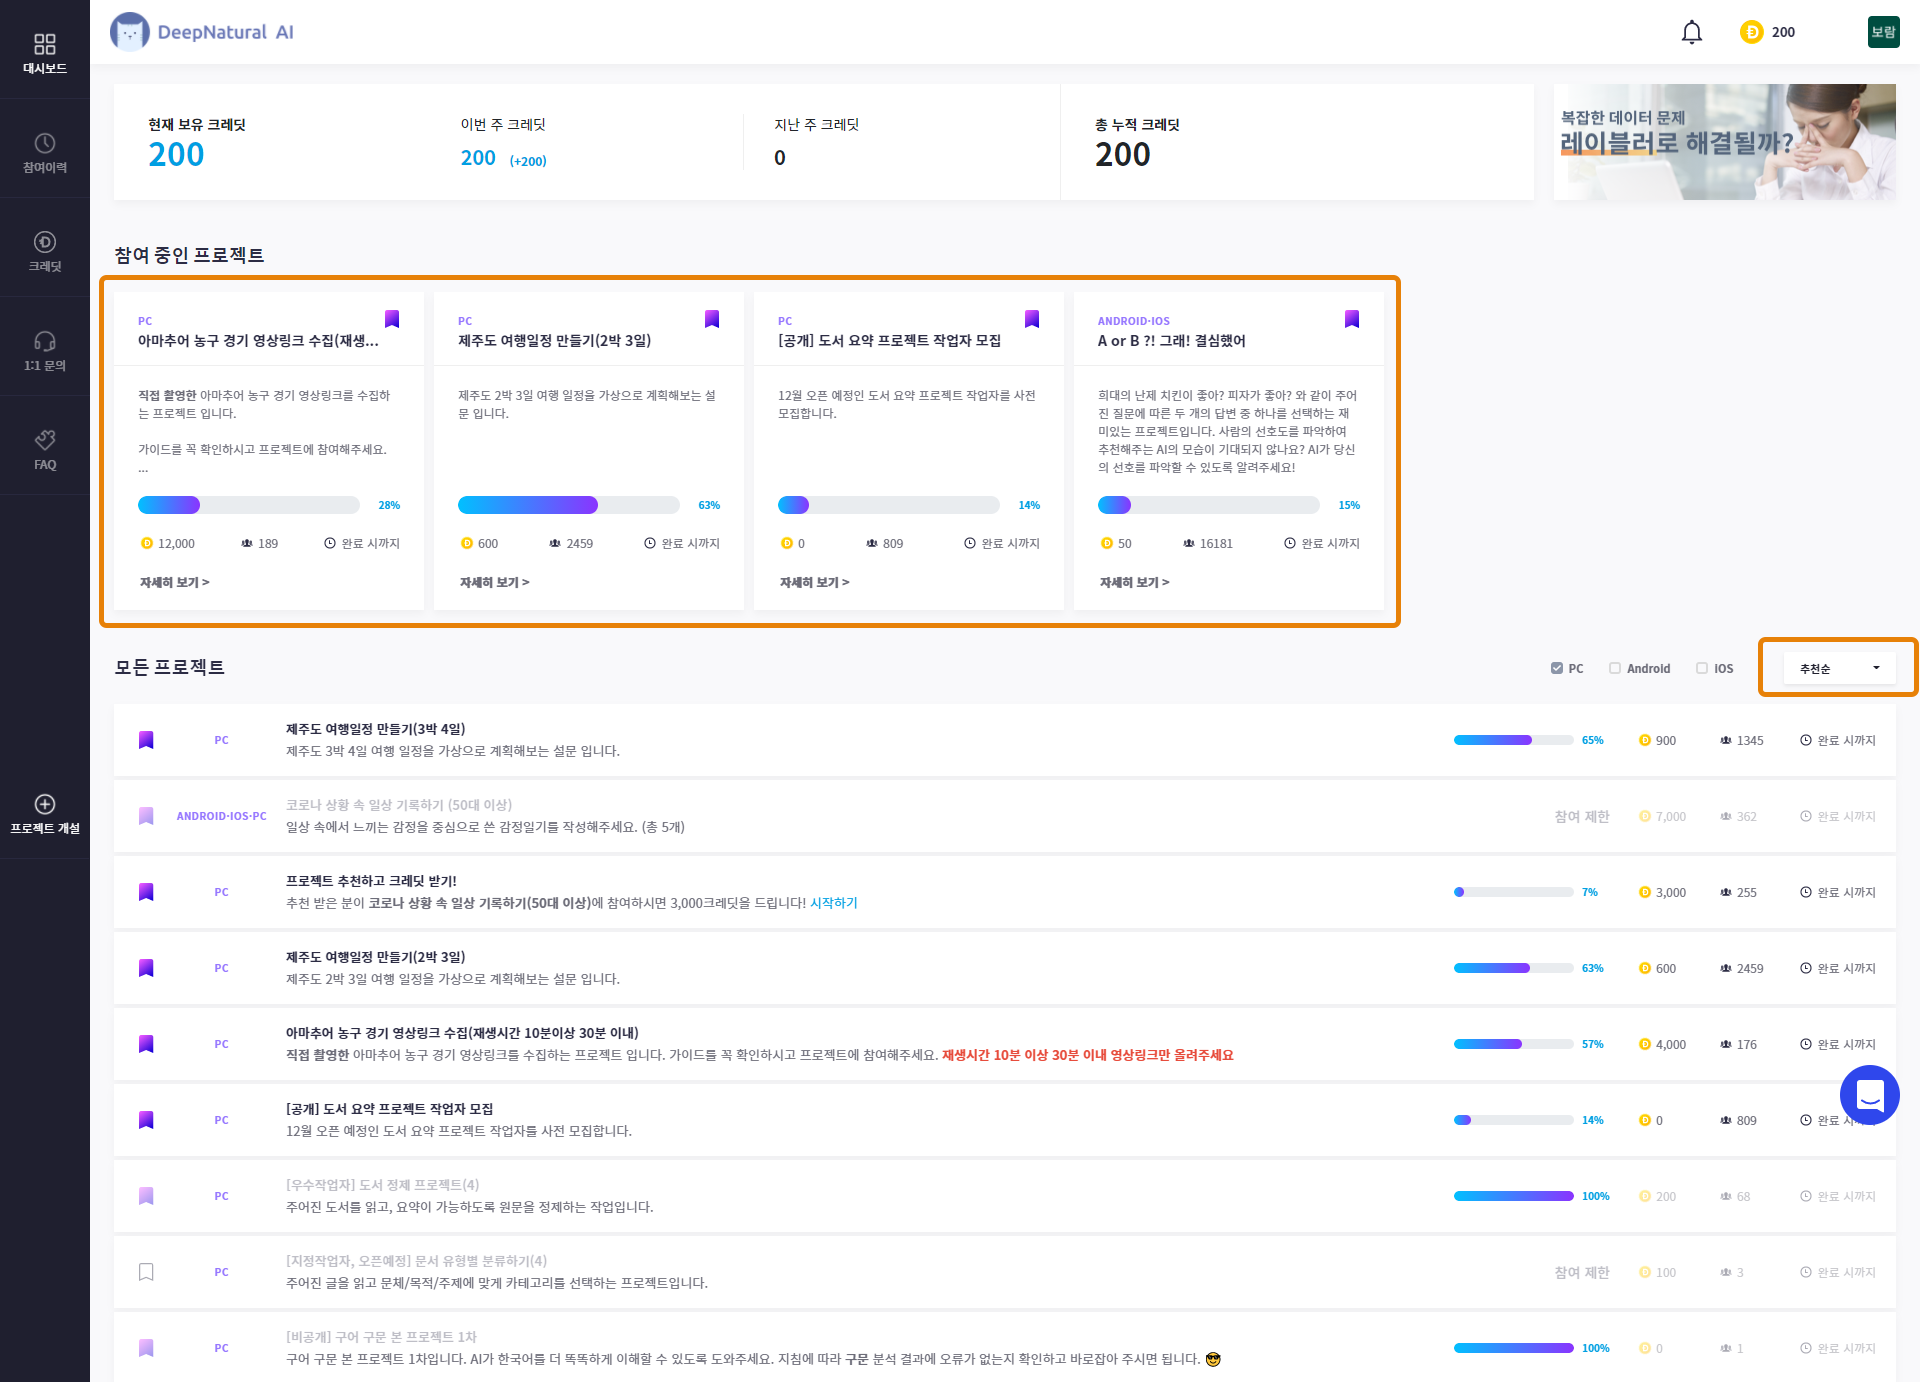 대시보드
참여이력
크레딧
1:1 문의
FAQ
프로젝트 개설
DeepNatural AI
200
보람
현재 보유 크레딧
200
이번 주 크레딧
200 (+200)
지난 주 크레딧
0
총 누적 크레딧
200
복잡한 데이터 문제
레이블러로 해결될까?
참여 중인 프로젝트
PC
아마추어 농구 경기 영상링크 수집(재생...
직접 촬영한 아마추어 농구 경기 영상링크를 수집하
는 프로젝트 입니다.
가이드를 꼭 확인하시고 프로젝트에 참여해주세요.
...
28%
12,000 189 완료 시까지
자세히 보기 >
PC
제주도 여행일정 만들기(2박 3일)
제주도 2박 3일 여행 일정을 가상으로 계획해보는 설
문 입니다.
63%
600 2459 완료 시까지
자세히 보기 >
PC
[공개] 도서 요약 프로젝트 작업자 모집
12월 오픈 예정인 도서 요약 프로젝트 작업자를 사전
모집합니다.
14%
0 809 완료 시까지
자세히 보기 >
ANDROID·IOS
A or B ?! 그래! 결심했어
희대의 난제 치킨이 좋아? 피자가 좋아? 와 같이 주어
진 질문에 따른 두 개의 답변 중 하나를 선택하는 재
미있는 프로젝트입니다. 사람의 선호도를 파악하여
추천해주는 AI의 모습이 기대되지 않나요? AI가 당신
의 선호를 파악할 수 있도록 알려주세요!
15%
50 16181 완료 시까지
자세히 보기 >
모든 프로젝트
PC Android iOS 추천순
PC
제주도 여행일정 만들기(3박 4일)
제주도 3박 4일 여행 일정을 가상으로 계획해보는 설문 입니다.
65% 900 1345 완료 시까지
ANDROID·IOS·PC
코로나 상황 속 일상 기록하기 (50대 이상)
일상 속에서 느끼는 감정을 중심으로 쓴 감정일기를 작성해주세요. (총 5개)
참여 제한 7,000 362 완료 시까지
PC
프로젝트 추천하고 크레딧 받기!
추천 받은 분이 코로나 상황 속 일상 기록하기(50대 이상)에 참여하시면 3,000크레딧을 드립니다! 시작하기
7% 3,000 255 완료 시까지
PC
제주도 여행일정 만들기(2박 3일)
제주도 2박 3일 여행 일정을 가상으로 계획해보는 설문 입니다.
63% 600 2459 완료 시까지
PC
아마추어 농구 경기 영상링크 수집(재생시간 10분이상 30분 이내)
직접 촬영한 아마추어 농구 경기 영상링크를 수집하는 프로젝트 입니다. 가이드를 꼭 확인하시고 프로젝트에 참여해주세요. 재생시간 10분 이상 30분 이내 영상링크만 올려주세요
57% 4,000 176 완료 시까지
PC
[공개] 도서 요약 프로젝트 작업자 모집
12월 오픈 예정인 도서 요약 프로젝트 작업자를 사전 모집합니다.
14% 0 809 완료
PC
[우수작업자] 도서 정제 프로젝트(4)
주어진 도서를 읽고, 요약이 가능하도록 원문을 정제하는 작업입니다.
100% 200 68 완료 시까지
PC
[지정작업자, 오픈예정] 문서 유형별 분류하기(4)
주어진 글을 읽고 문체/목적/주제에 맞게 카테고리를 선택하는 프로젝트입니다.
참여 제한 100 3 완료 시까지
PC
[비공개] 구어 구문 본 프로젝트 1차
구어 구문 본 프로젝트 1차입니다. AI가 한국어를 더 똑똑하게 이해할 수 있도록 도와주세요. 지침에 따라 구문 분석 결과에 오류가 없는지 확인하고 바로잡아 주시면 됩니다. 😎
100% 0 1 완료 시까지